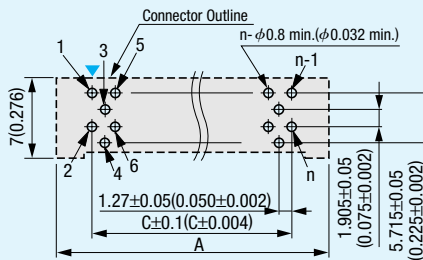 Connector Outline
n-φ0.8 min.(φ0.032 min.)
1
3
5
n-1
7(0.276)
2
4
6
n
1.27±0.05(0.050±0.002)
C±0.1(C±0.004)
A
1.905±0.05
(0.075±0.002)
5.715±0.05
(0.225±0.002)